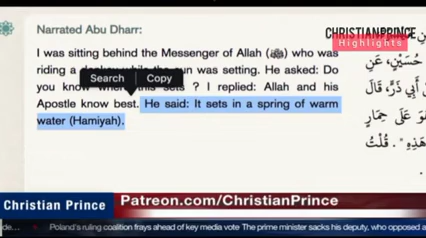 CHRISTIANPRINCE
Highlights
Narrated Abu Dharr:
I was sitting behind the Messenger of Allah (ﷺ) who was
riding a donkey while the sun was setting. He asked: Do
Search Copy
you know where this sets ? I replied: Allah and his
Apostle know best. He said: It sets in a spring of warm
water (Hamiyah).
حُسَيْنٍ، عَنِ
أَبِي ذَرٍّ، قَالَ
وَهُوَ عَلَى حِمَارٍ
هَذِهِ " . قُلْتُ
Christian Prince
Patreon.com/ChristianPrince
Poland's ruling coalition frays ahead of key media vote The prime minister sacks his deputy, who opposed a